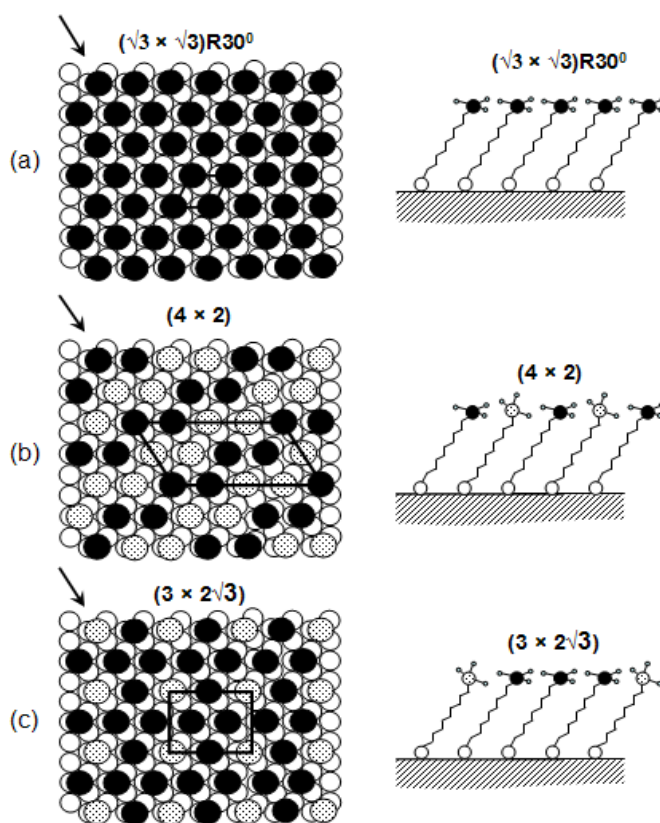 (√3 × √3)R30⁰
(√3 × √3)R30⁰
(a)
(4 × 2)
(4 × 2)
(b)
(3 × 2√3)
(3 × 2√3)
(c)